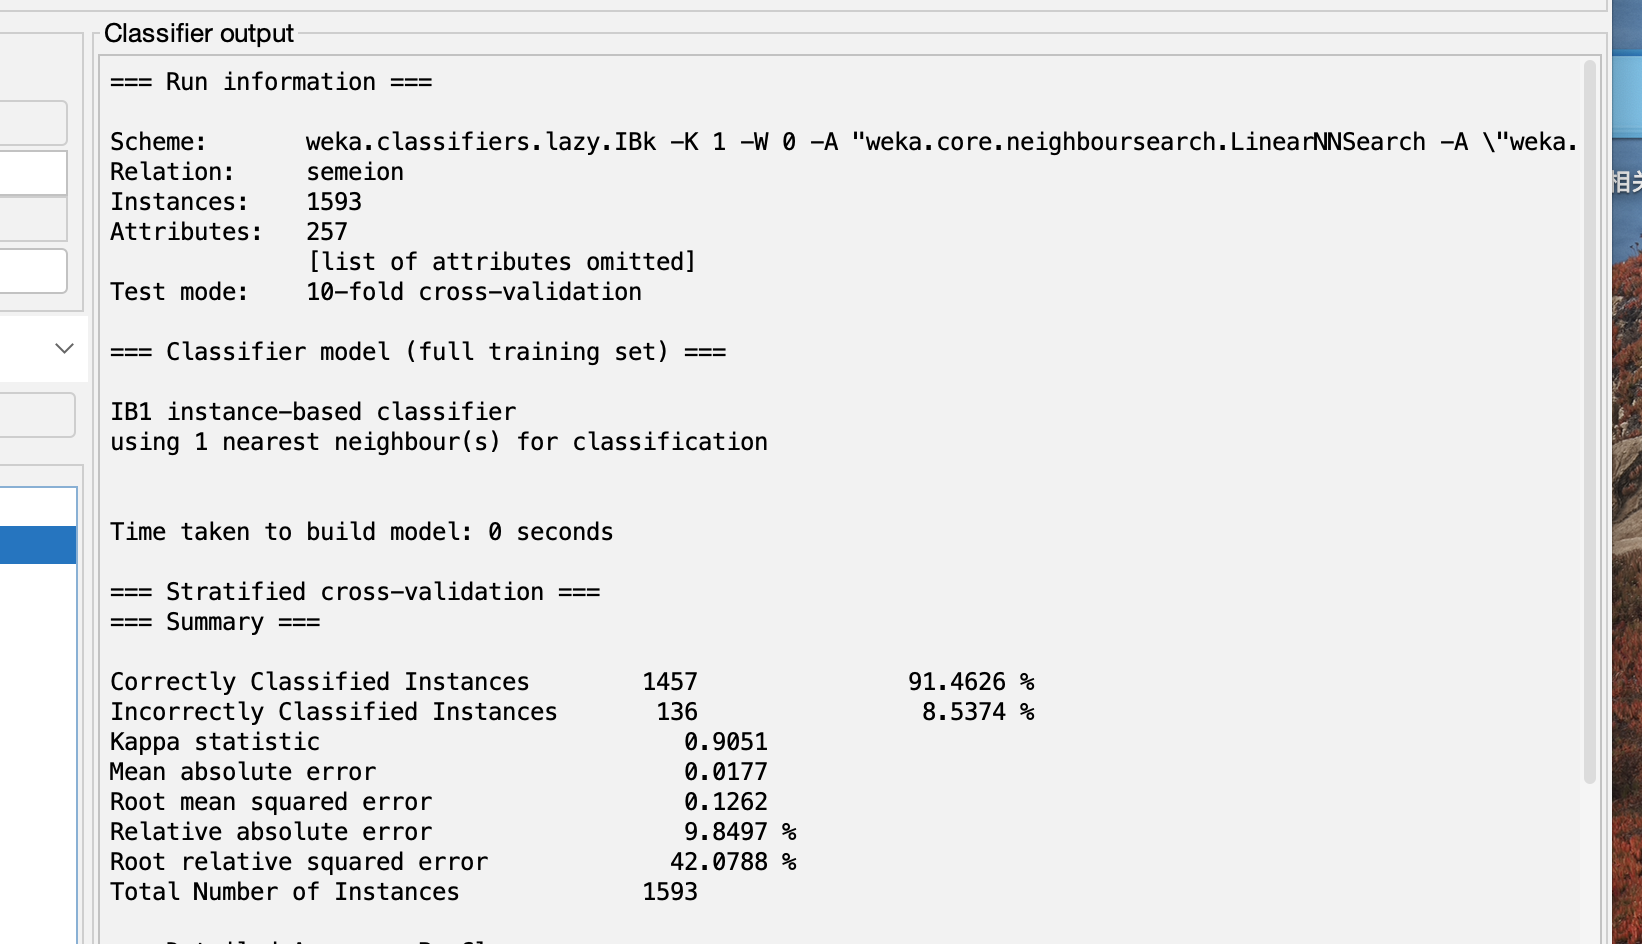 Classifier output
=== Run information ===
Scheme: weka.classifiers.lazy.IBk -K 1 -W 0 -A "weka.core.neighboursearch.LinearNNSearch -A \"weka.
Relation: semeion
Instances: 1593
Attributes: 257
[list of attributes omitted]
Test mode: 10-fold cross-validation
=== Classifier model (full training set) ===
IB1 instance-based classifier
using 1 nearest neighbour(s) for classification
Time taken to build model: 0 seconds
=== Stratified cross-validation ===
=== Summary ===
Correctly Classified Instances 1457 91.4626 %
Incorrectly Classified Instances 136 8.5374 %
Kappa statistic 0.9051
Mean absolute error 0.0177
Root mean squared error 0.1262
Relative absolute error 9.8497 %
Root relative squared error 42.0788 %
Total Number of Instances 1593
相关